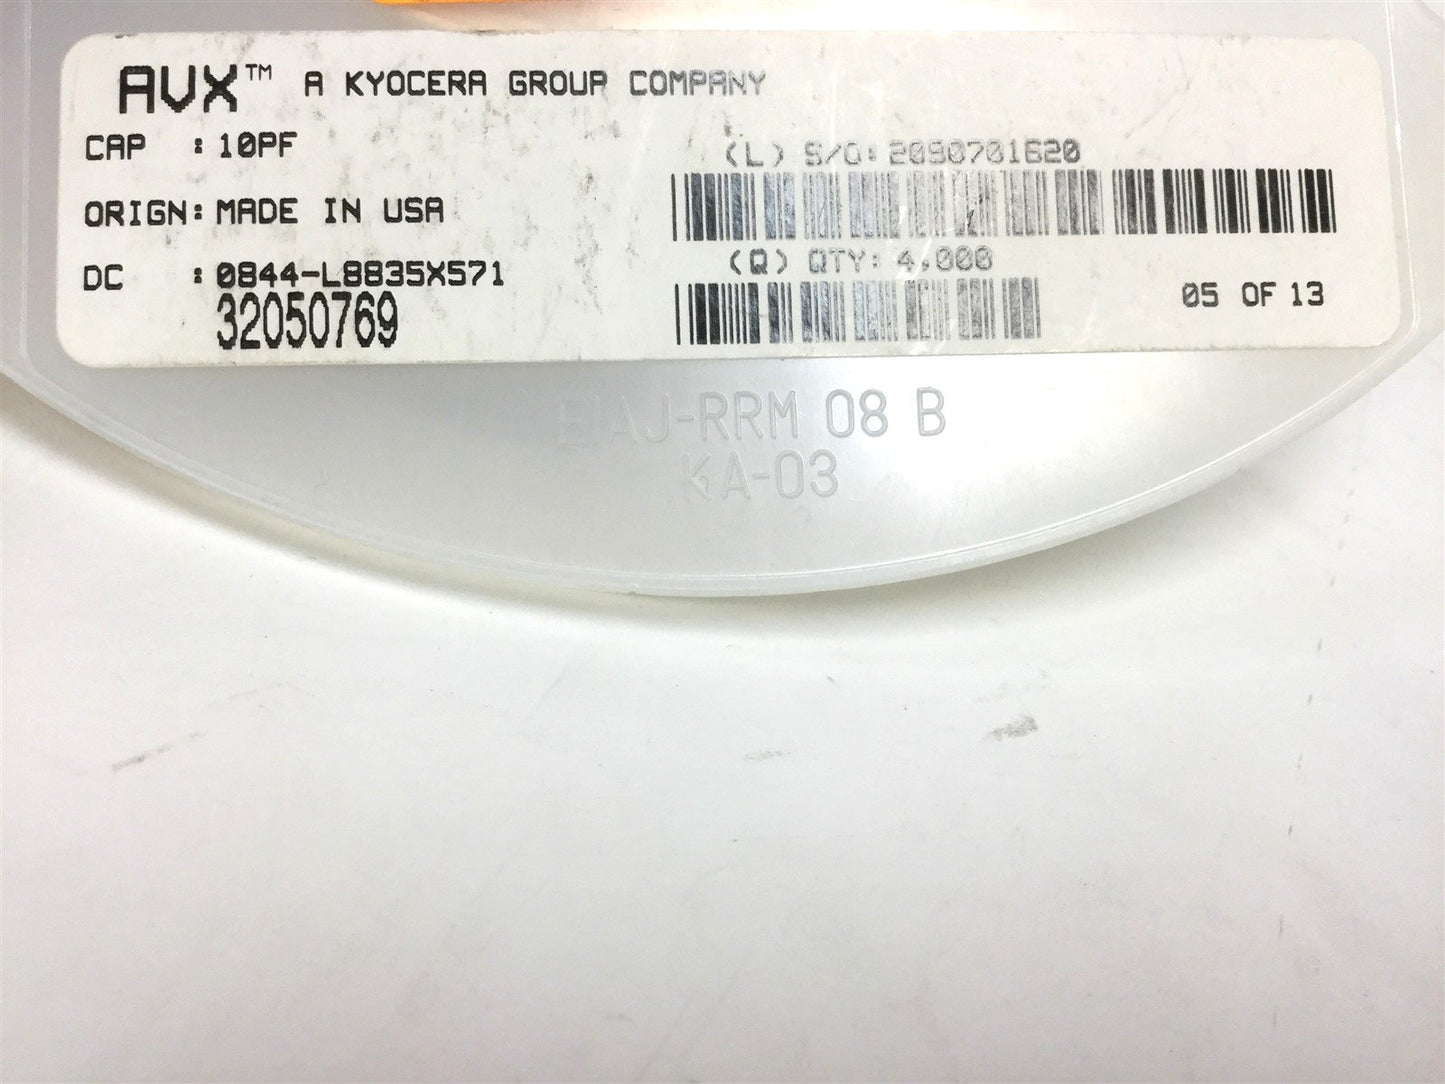 AVX™ A KYOCERA GROUP COMPANY
CAP : 10PF
(L) S/O: 2090701620
ORIGN: MADE IN USA
(Q) QTY: 4,000
DC : 0844-L8835X571
05 OF 13
32050769
EIAJ-RRM 08 B
KA-03